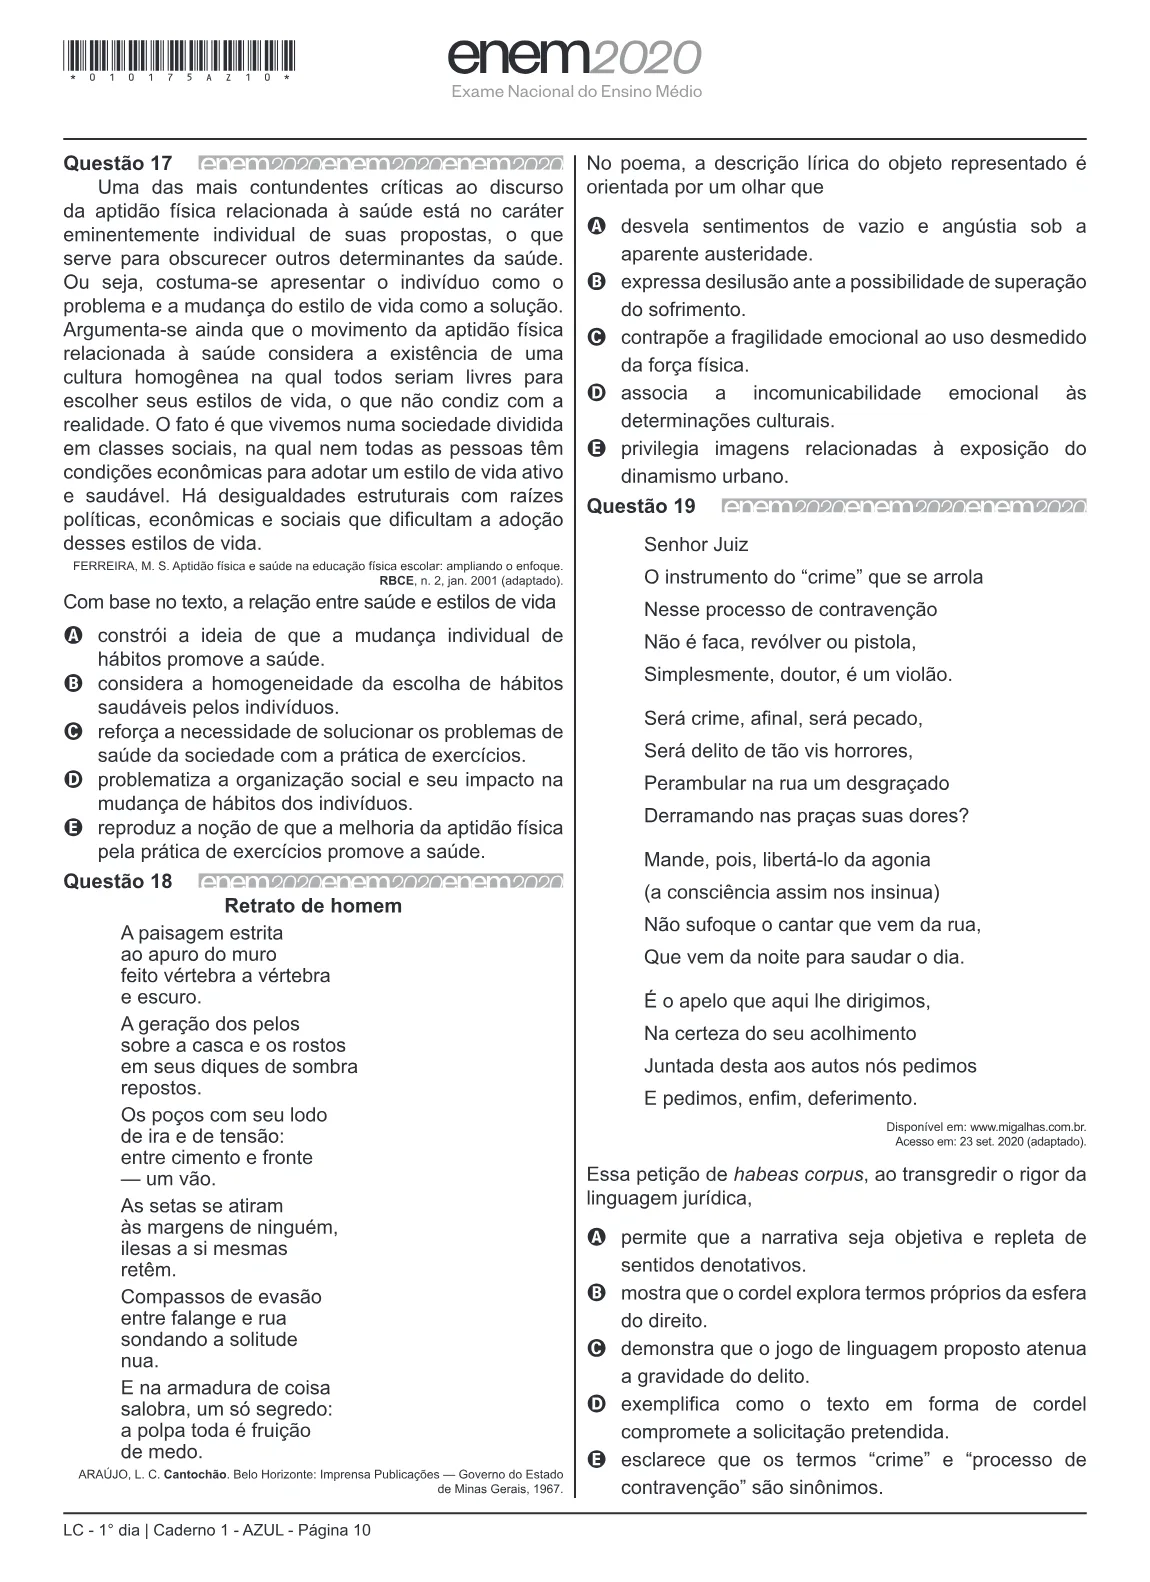 *010175AZ10*
enem2020
Exame Nacional do Ensino Médio
Questão 17 enem2020enem2020enem2020
Uma das mais contundentes críticas ao discurso
da aptidão física relacionada à saúde está no caráter
eminentemente individual de suas propostas, o que
serve para obscurecer outros determinantes da saúde.
Ou seja, costuma-se apresentar o indivíduo como o
problema e a mudança do estilo de vida como a solução.
Argumenta-se ainda que o movimento da aptidão física
relacionada à saúde considera a existência de uma
cultura homogênea na qual todos seriam livres para
escolher seus estilos de vida, o que não condiz com a
realidade. O fato é que vivemos numa sociedade dividida
em classes sociais, na qual nem todas as pessoas têm
condições econômicas para adotar um estilo de vida ativo
e saudável. Há desigualdades estruturais com raízes
políticas, econômicas e sociais que dificultam a adoção
desses estilos de vida.
FERREIRA, M. S. Aptidão física e saúde na educação física escolar: ampliando o enfoque.
RBCE, n. 2, jan. 2001 (adaptado).
Com base no texto, a relação entre saúde e estilos de vida
A constrói a ideia de que a mudança individual de
hábitos promove a saúde.
B considera a homogeneidade da escolha de hábitos
saudáveis pelos indivíduos.
C reforça a necessidade de solucionar os problemas de
saúde da sociedade com a prática de exercícios.
D problematiza a organização social e seu impacto na
mudança de hábitos dos indivíduos.
E reproduz a noção de que a melhoria da aptidão física
pela prática de exercícios promove a saúde.
Questão 18 enem2020enem2020enem2020
Retrato de homem
A paisagem estrita
ao apuro do muro
feito vértebra a vértebra
e escuro.
A geração dos pelos
sobre a casca e os rostos
em seus diques de sombra
repostos.
Os poços com seu lodo
de ira e de tensão:
entre cimento e fronte
— um vão.
As setas se atiram
às margens de ninguém,
ilesas a si mesmas
retêm.
Compassos de evasão
entre falange e rua
sondando a solitude
nua.
E na armadura de coisa
salobra, um só segredo:
a polpa toda é fruição
de medo.
ARAÚJO, L. C. Cantochão. Belo Horizonte: Imprensa Publicações — Governo do Estado
de Minas Gerais, 1967.
No poema, a descrição lírica do objeto representado é
orientada por um olhar que
A desvela sentimentos de vazio e angústia sob a
aparente austeridade.
B expressa desilusão ante a possibilidade de superação
do sofrimento.
C contrapõe a fragilidade emocional ao uso desmedido
da força física.
D associa a incomunicabilidade emocional às
determinações culturais.
E privilegia imagens relacionadas à exposição do
dinamismo urbano.
Questão 19 enem2020enem2020enem2020
Senhor Juiz
O instrumento do “crime” que se arrola
Nesse processo de contravenção
Não é faca, revólver ou pistola,
Simplesmente, doutor, é um violão.
Será crime, afinal, será pecado,
Será delito de tão vis horrores,
Perambular na rua um desgraçado
Derramando nas praças suas dores?
Mande, pois, libertá-lo da agonia
(a consciência assim nos insinua)
Não sufoque o cantar que vem da rua,
Que vem da noite para saudar o dia.
É o apelo que aqui lhe dirigimos,
Na certeza do seu acolhimento
Juntada desta aos autos nós pedimos
E pedimos, enfim, deferimento.
Disponível em: www.migalhas.com.br.
Acesso em: 23 set. 2020 (adaptado).
Essa petição de habeas corpus, ao transgredir o rigor da
linguagem jurídica,
A permite que a narrativa seja objetiva e repleta de
sentidos denotativos.
B mostra que o cordel explora termos próprios da esfera
do direito.
C demonstra que o jogo de linguagem proposto atenua
a gravidade do delito.
D exemplifica como o texto em forma de cordel
compromete a solicitação pretendida.
E esclarece que os termos “crime” e “processo de
contravenção” são sinônimos.
LC - 1° dia | Caderno 1 - AZUL - Página 10